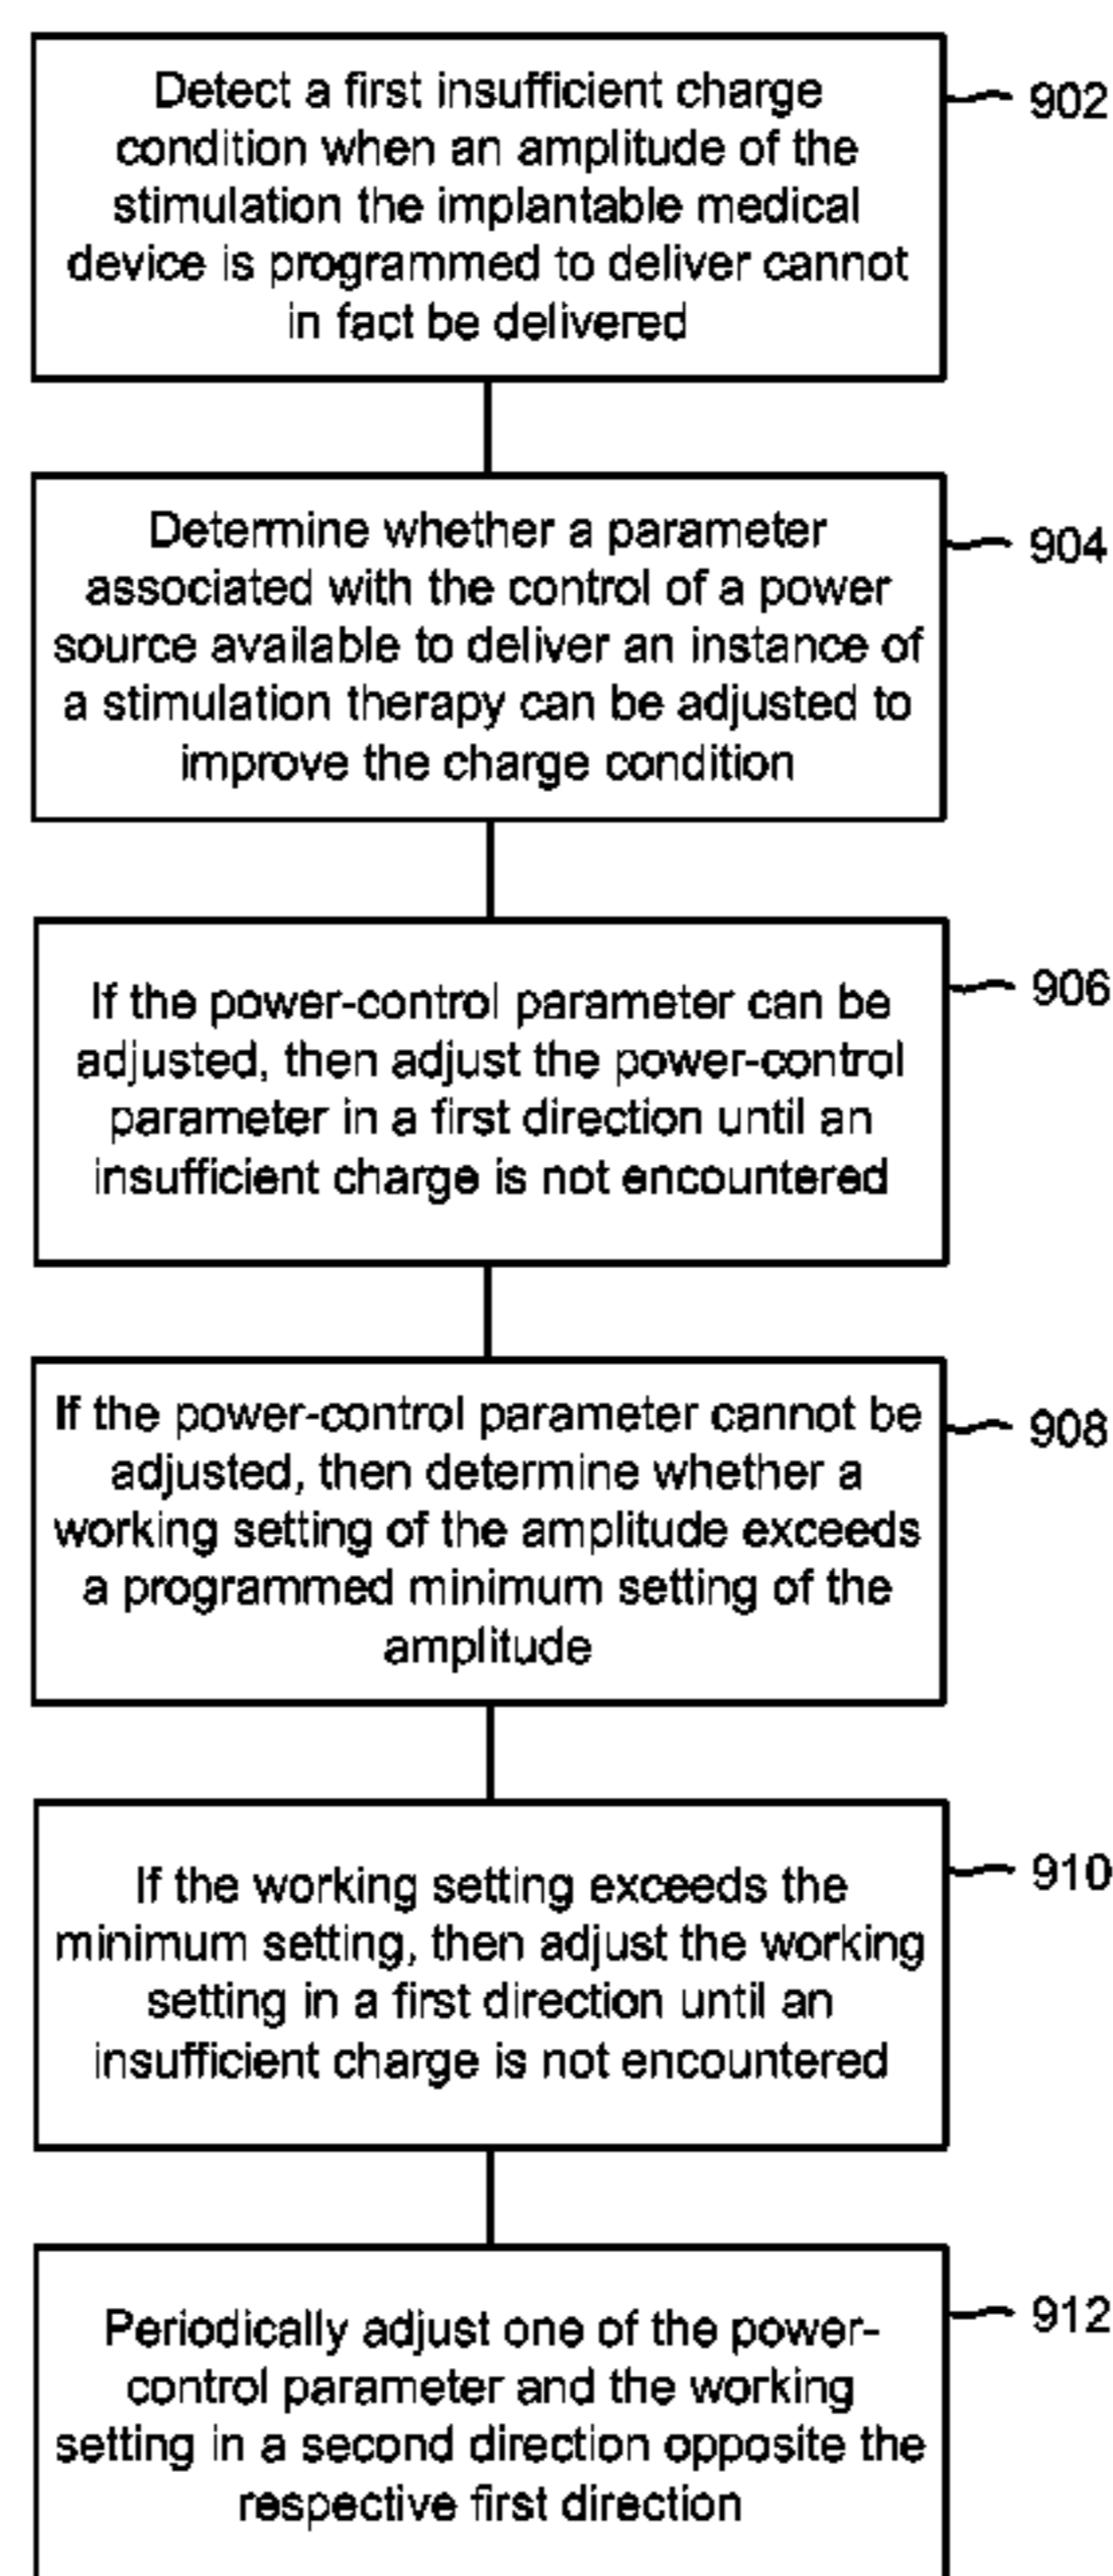 Detect a first insufficient charge
condition when an amplitude of the
stimulation the implantable medical
device is programmed to deliver cannot
in fact be delivered
902
Determine whether a parameter
associated with the control of a power
source available to deliver an instance of
a stimulation therapy can be adjusted to
improve the charge condition
904
If the power-control parameter can be
adjusted, then adjust the power-control
parameter in a first direction until an
insufficient charge is not encountered
906
If the power-control parameter cannot be
adjusted, then determine whether a
working setting of the amplitude exceeds
a programmed minimum setting of the
amplitude
908
If the working setting exceeds the
minimum setting, then adjust the working
setting in a first direction until an
insufficient charge is not encountered
910
Periodically adjust one of the power-
control parameter and the working
setting in a second direction opposite the
respective first direction
912